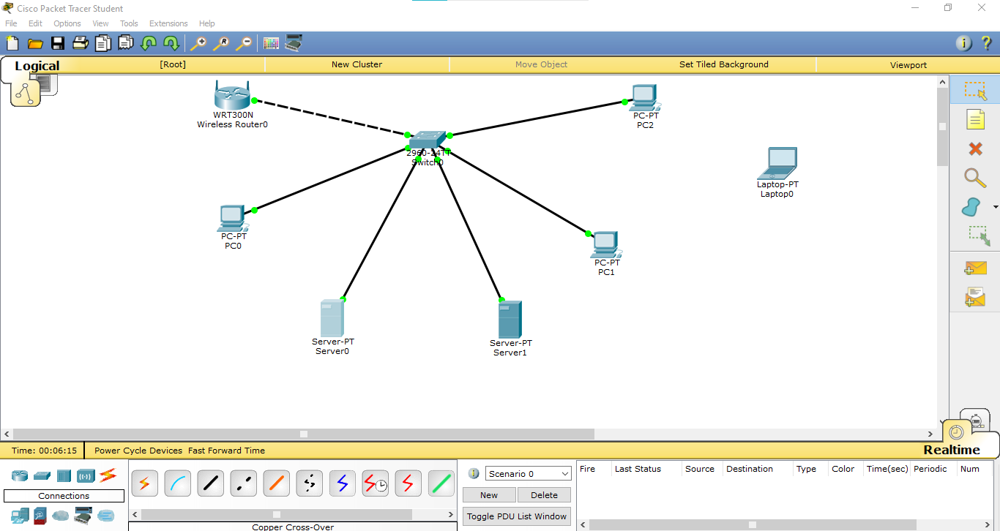 Cisco Packet Tracer Student
File Edit Options View Tools Extensions Help
Logical [Root] New Cluster Move Object Set Tiled Background Viewport
WRT300N
Wireless Router0
PC-PT
PC2
2960-24TT
Switch0
Laptop-PT
Laptop0
PC-PT
PC0
PC-PT
PC1
Server-PT
Server0
Server-PT
Server1
Time: 00:06:15 Power Cycle Devices Fast Forward Time Realtime
Fire Last Status Source Destination Type Color Time(sec) Periodic Num
Scenario 0
Connections
New Delete
Toggle PDU List Window
Copper Cross-Over